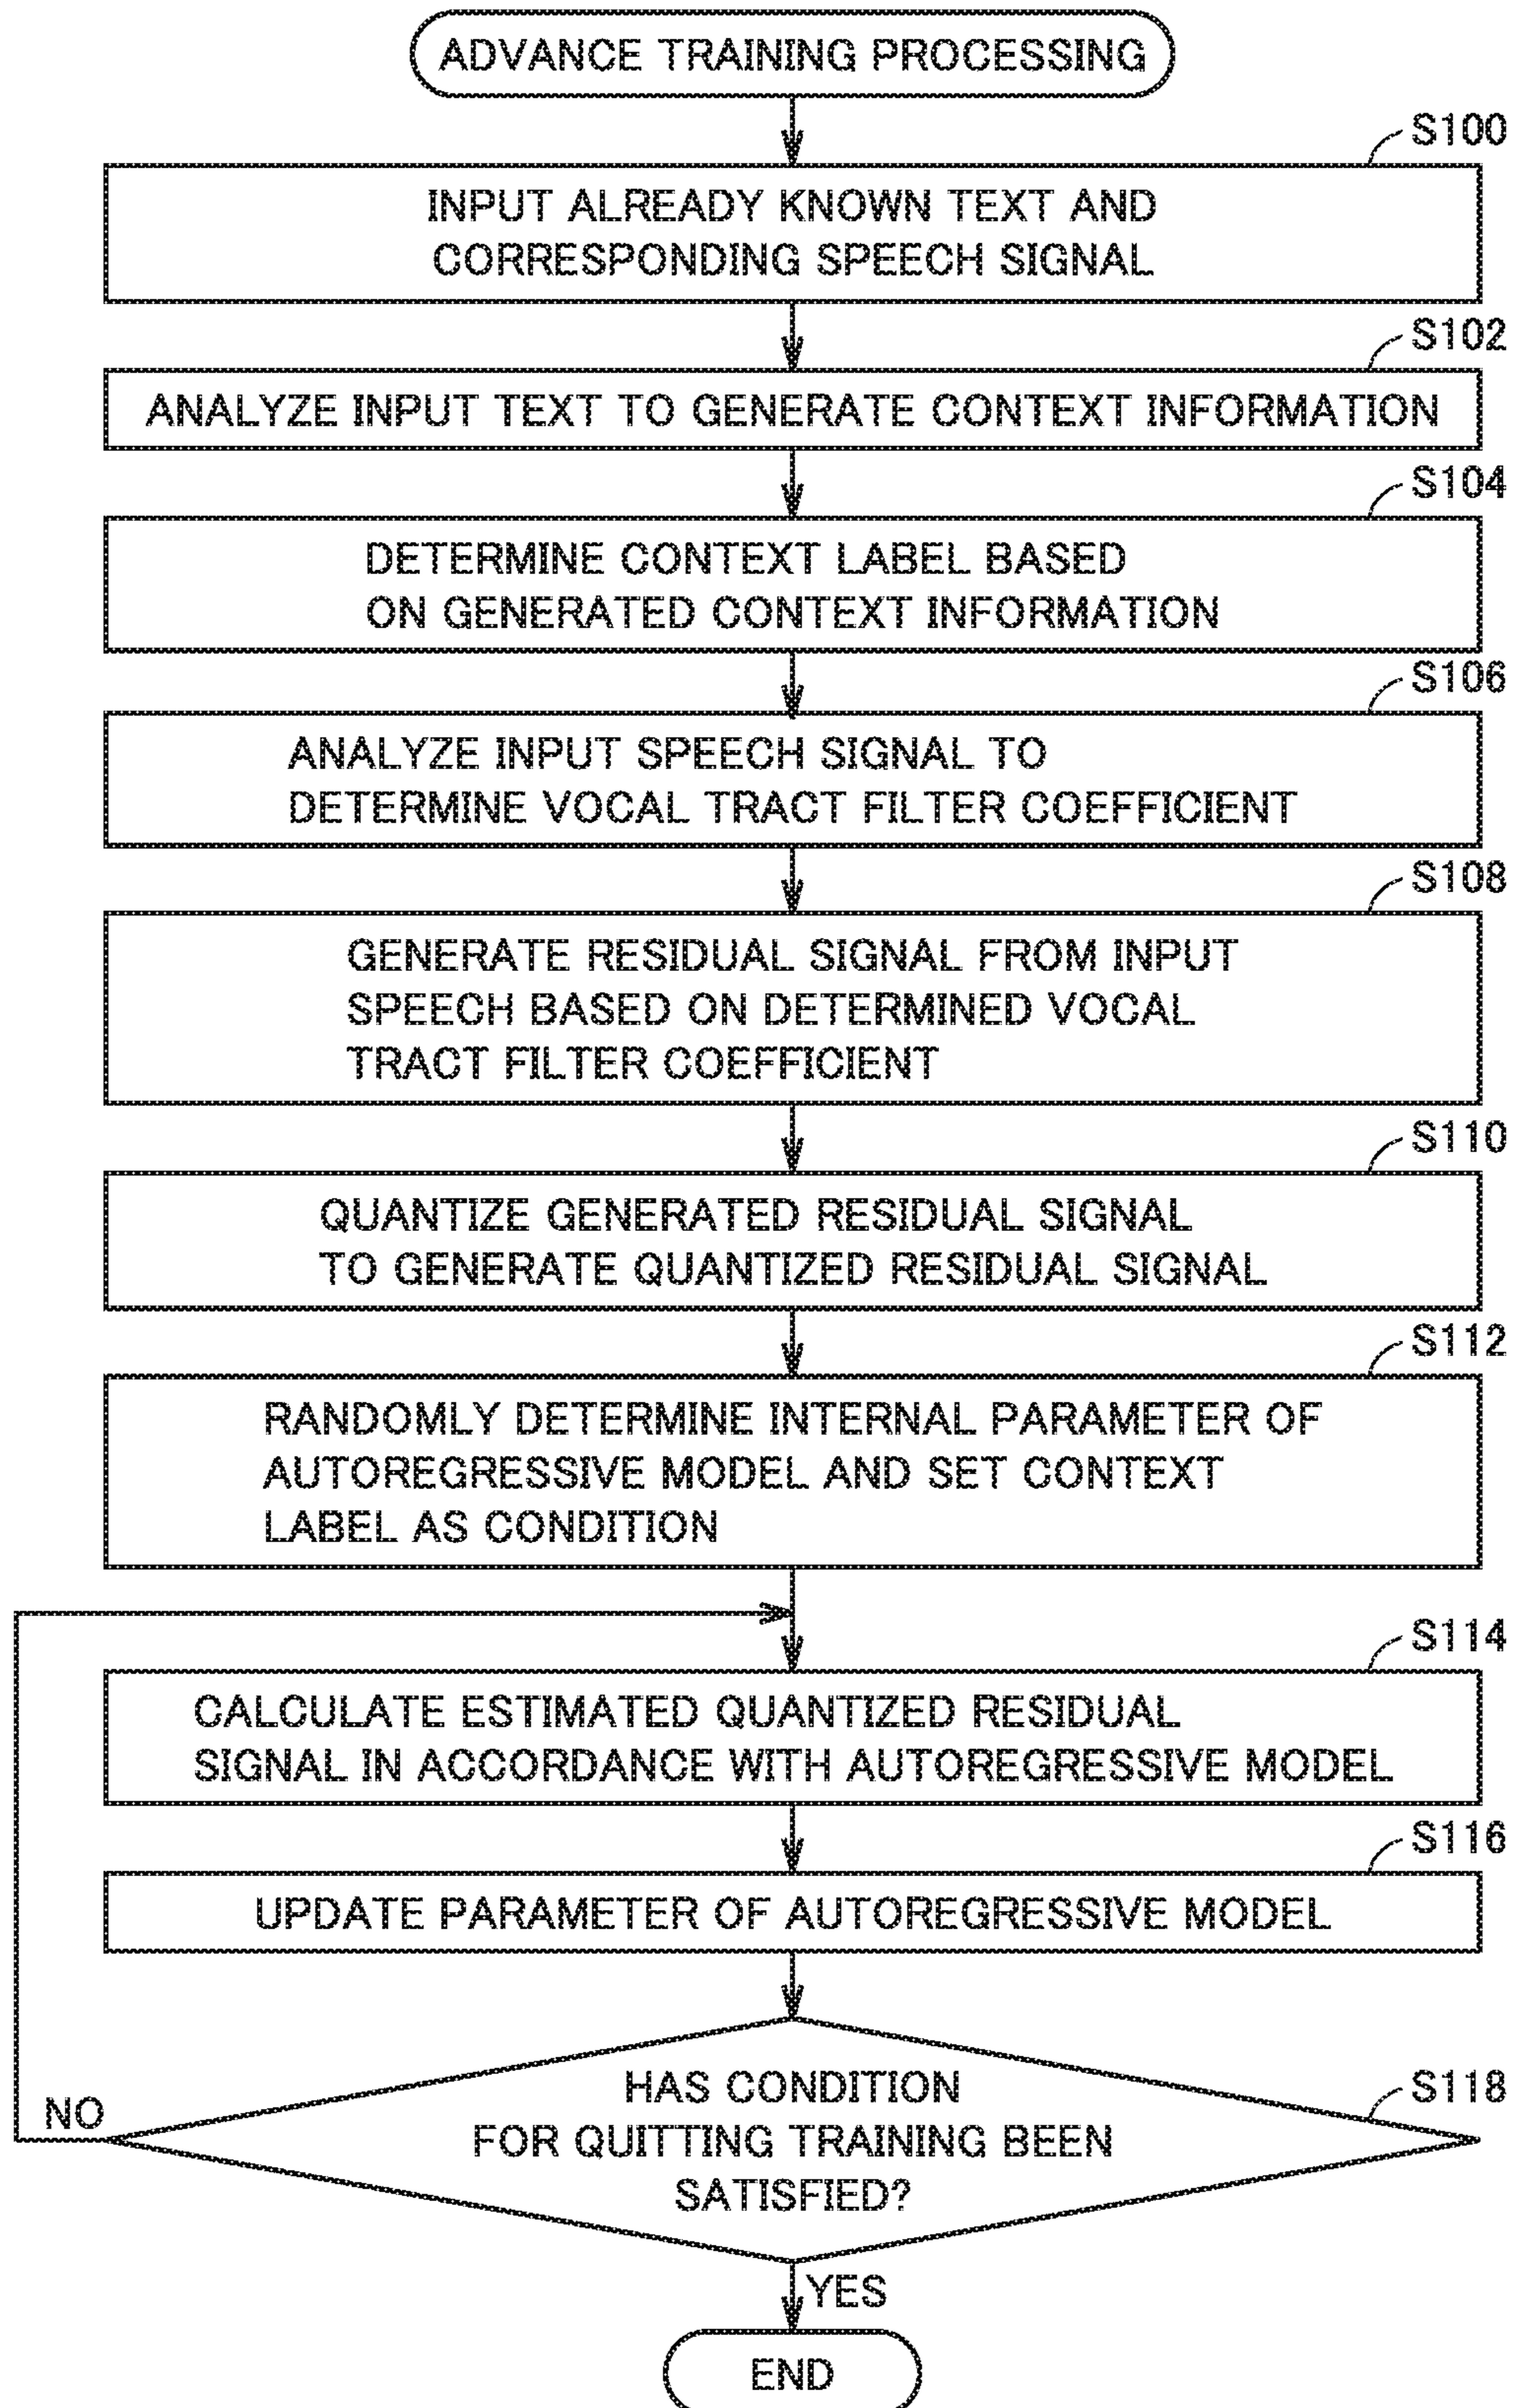 ADVANCE TRAINING PROCESSING
S100
INPUT ALREADY KNOWN TEXT AND
CORRESPONDING SPEECH SIGNAL
S102
ANALYZE INPUT TEXT TO GENERATE CONTEXT INFORMATION
S104
DETERMINE CONTEXT LABEL BASED
ON GENERATED CONTEXT INFORMATION
S106
ANALYZE INPUT SPEECH SIGNAL TO
DETERMINE VOCAL TRACT FILTER COEFFICIENT
S108
GENERATE RESIDUAL SIGNAL FROM INPUT
SPEECH BASED ON DETERMINED VOCAL
TRACT FILTER COEFFICIENT
S110
QUANTIZE GENERATED RESIDUAL SIGNAL
TO GENERATE QUANTIZED RESIDUAL SIGNAL
S112
RANDOMLY DETERMINE INTERNAL PARAMETER OF
AUTOREGRESSIVE MODEL AND SET CONTEXT
LABEL AS CONDITION
S114
CALCULATE ESTIMATED QUANTIZED RESIDUAL
SIGNAL IN ACCORDANCE WITH AUTOREGRESSIVE MODEL
S116
UPDATE PARAMETER OF AUTOREGRESSIVE MODEL
S118
HAS CONDITION
FOR QUITTING TRAINING BEEN
SATISFIED?
NO
YES
END